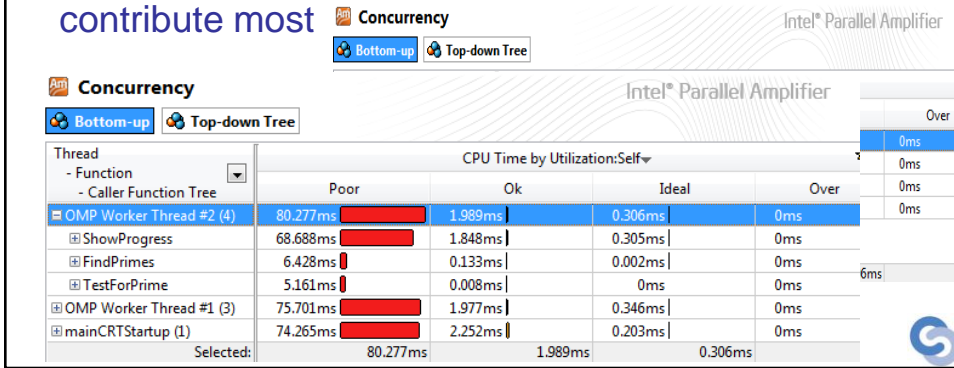 contribute most
Concurrency
Intel® Parallel Amplifier
Bottom-up Top-down Tree
Am Concurrency
Intel® Parallel Amplifier
Bottom-up Top-down Tree
Over
0ms
0ms
0ms
0ms
6ms
Thread
- Function
- Caller Function Tree
CPU Time by Utilization:Self
Poor Ok Ideal Over
OMP Worker Thread #2 (4) 80.277ms 1.989ms 0.306ms 0ms
ShowProgress 68.688ms 1.848ms 0.305ms 0ms
FindPrimes 6.428ms 0.133ms 0.002ms 0ms
TestForPrime 5.161ms 0.008ms 0ms 0ms
OMP Worker Thread #1 (3) 75.701ms 1.977ms 0.346ms 0ms
mainCRTStartup (1) 74.265ms 2.252ms 0.203ms 0ms
Selected: 80.277ms 1.989ms 0.306ms